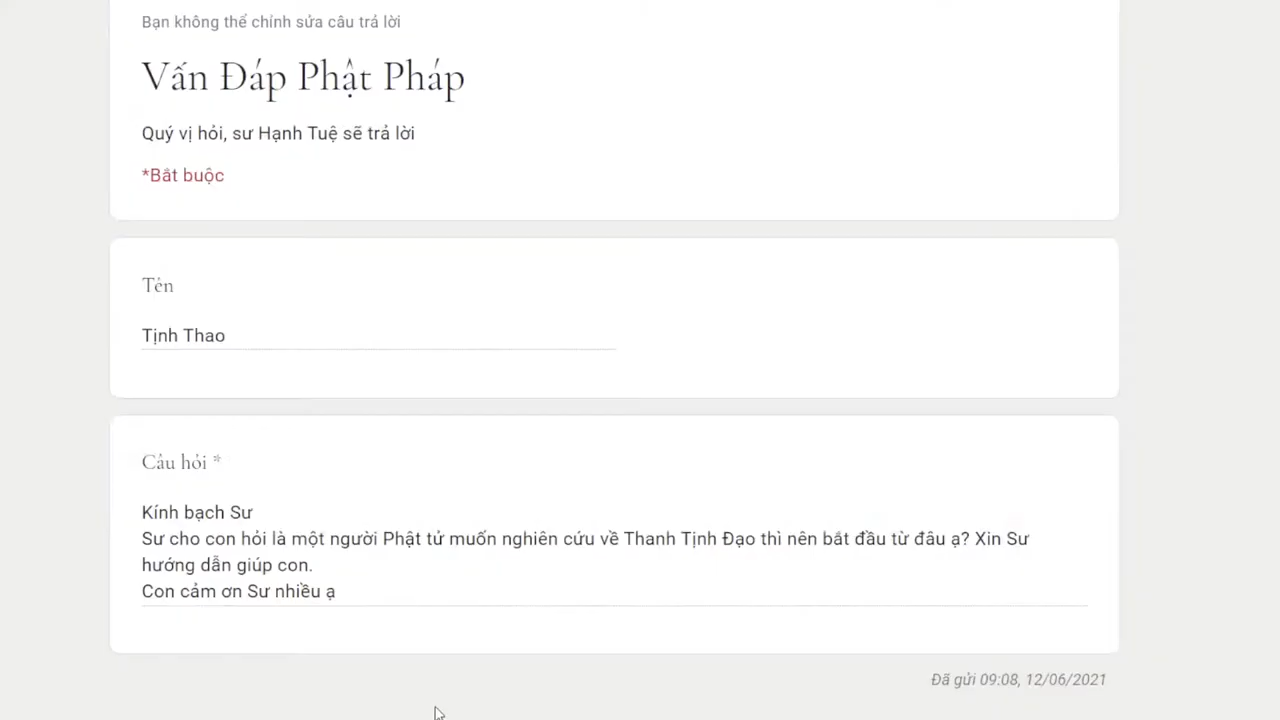 Bạn không thể chỉnh sửa câu trả lời
Vấn Đáp Phật Pháp
Quý vị hỏi, sư Hạnh Tuệ sẽ trả lời
*Bắt buộc
Tên
Tịnh Thao
Câu hỏi *
Kính bạch Sư
Sư cho con hỏi là một người Phật tử muốn nghiên cứu về Thanh Tịnh Đạo thì nên bắt đầu từ đâu ạ? Xin Sư
hướng dẫn giúp con.
Con cảm ơn Sư nhiều ạ
Đã gửi 09:08, 12/06/2021